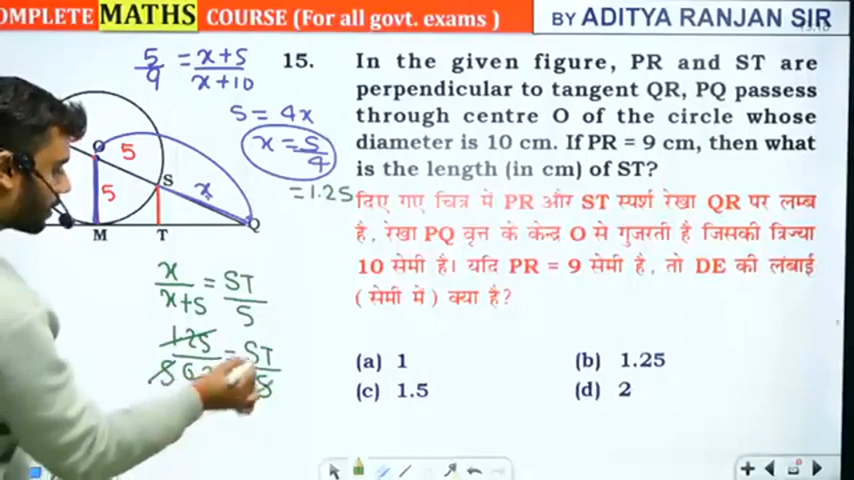 OMPLETE MATHS COURSE (For all govt. exams)
BY ADITYA RANJAN SIR
5/9 = x+5/x+10
5 = 4x
x = 5/4
= 1.25
15. In the given figure, PR and ST are
perpendicular to tangent QR, PQ passess
through centre O of the circle whose
diameter is 10 cm. If PR = 9 cm, then what
is the length (in cm) of ST?
दिए गए चित्र में PR और ST स्पर्श रेखा QR पर लम्ब
है, रेखा PQ वृत्त के केन्द्र O से गुजरती है जिसकी त्रिज्या
10 सेमी है। यदि PR = 9 सेमी है, तो DE की लंबाई
(सेमी में) क्या है?
(a) 1 (b) 1.25
(c) 1.5 (d) 2
O
5
5
S
x
M
T
Q
x/x+5 = ST/5
125
= ST
5